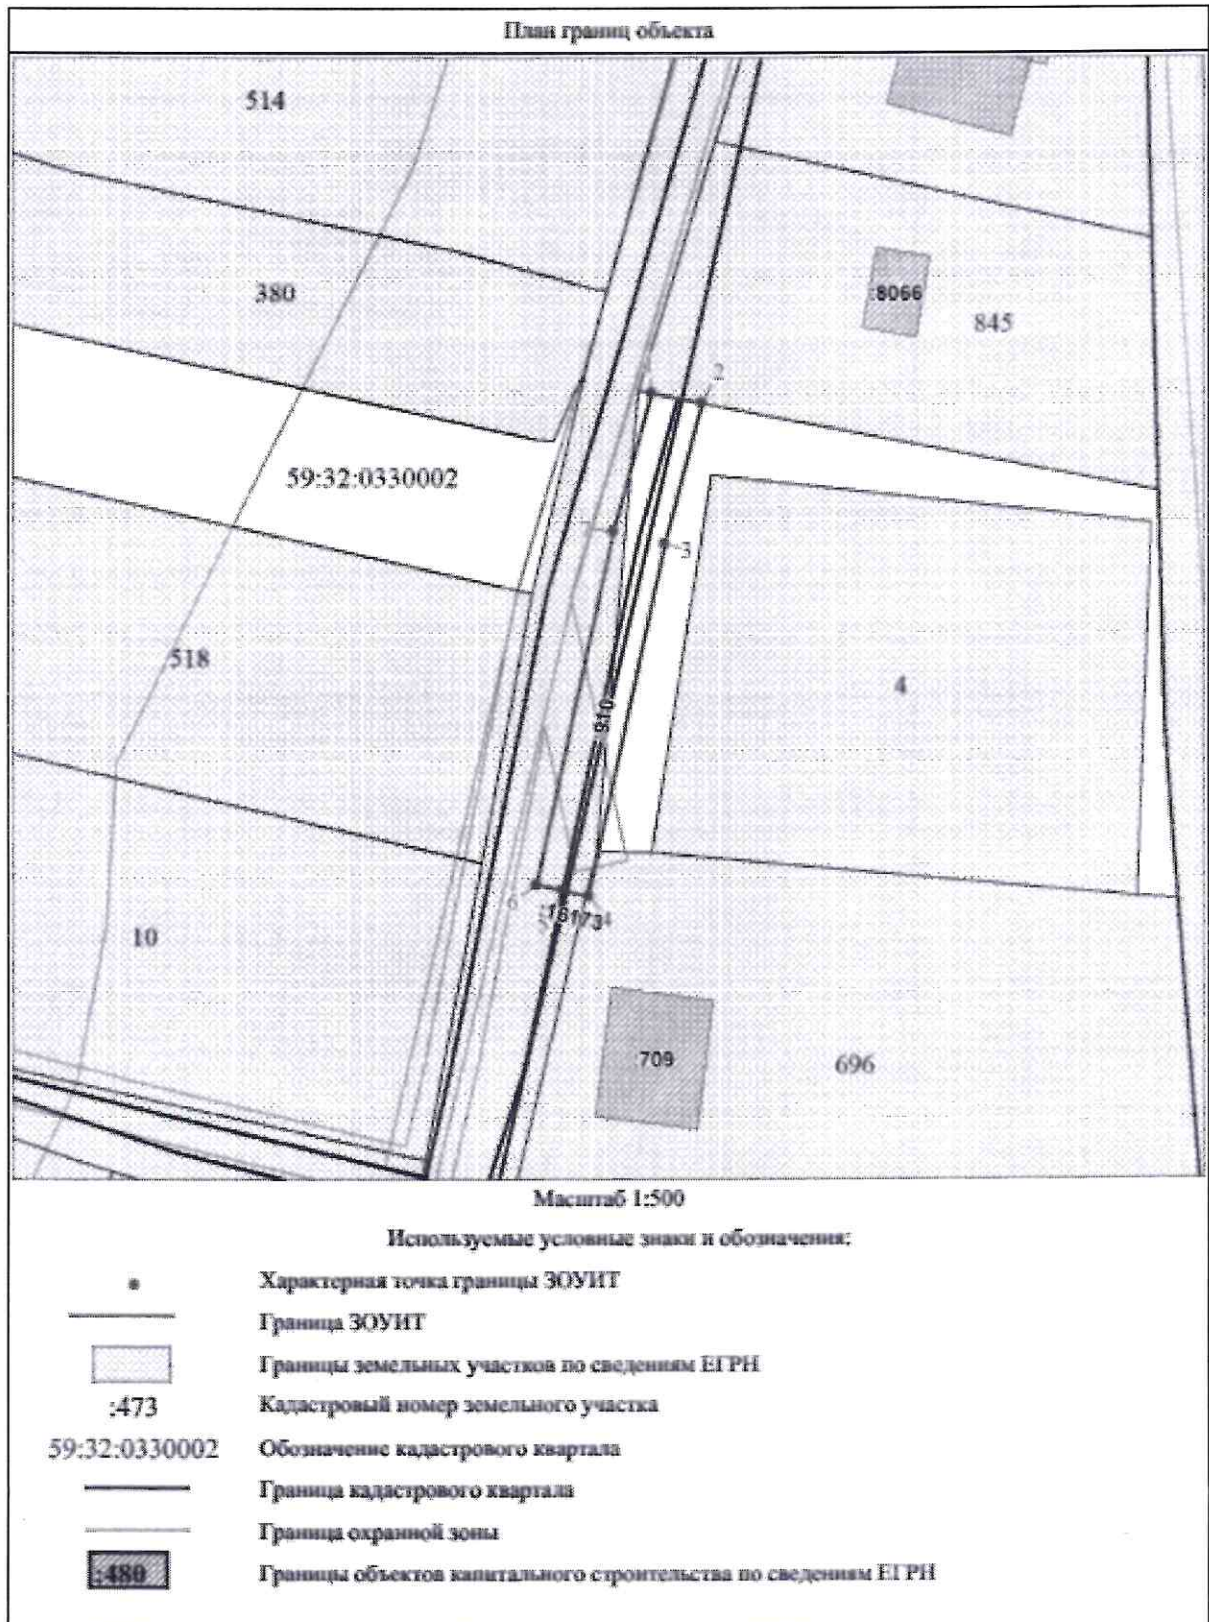 План границ объекта
514
380
:8066
845
2
59:32:0330002
3
518
4
9102
6
5
4
10
:709
696
Масштаб 1:500
Используемые условные знаки и обозначения:
Характерная точка границы ЗОУИТ
Граница ЗОУИТ
Границы земельных участков по сведениям ЕГРН
:473 Кадастровый номер земельного участка
59:32:0330002 Обозначение кадастрового квартала
Граница кадастрового квартала
Граница охранной зоны
:480 Границы объектов капитального строительства по сведениям ЕГРН